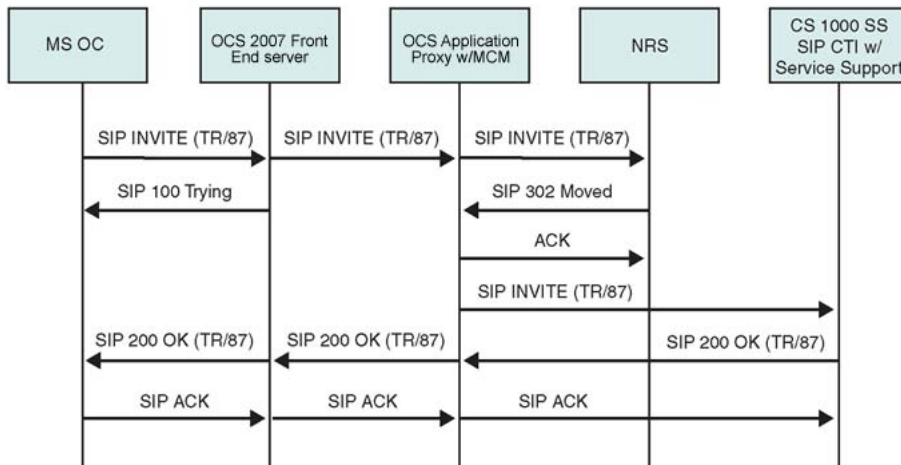 MS OC
OCS 2007 Front
End server
OCS Application
Proxy w/MCM
NRS
CS 1000 SS
SIP CTI w/
Service Support
SIP INVITE (TR/87)
SIP INVITE (TR/87)
SIP INVITE (TR/87)
SIP 100 Trying
SIP 302 Moved
ACK
SIP INVITE (TR/87)
SIP 200 OK (TR/87)
SIP 200 OK (TR/87)
SIP 200 OK (TR/87)
SIP ACK
SIP ACK
SIP ACK